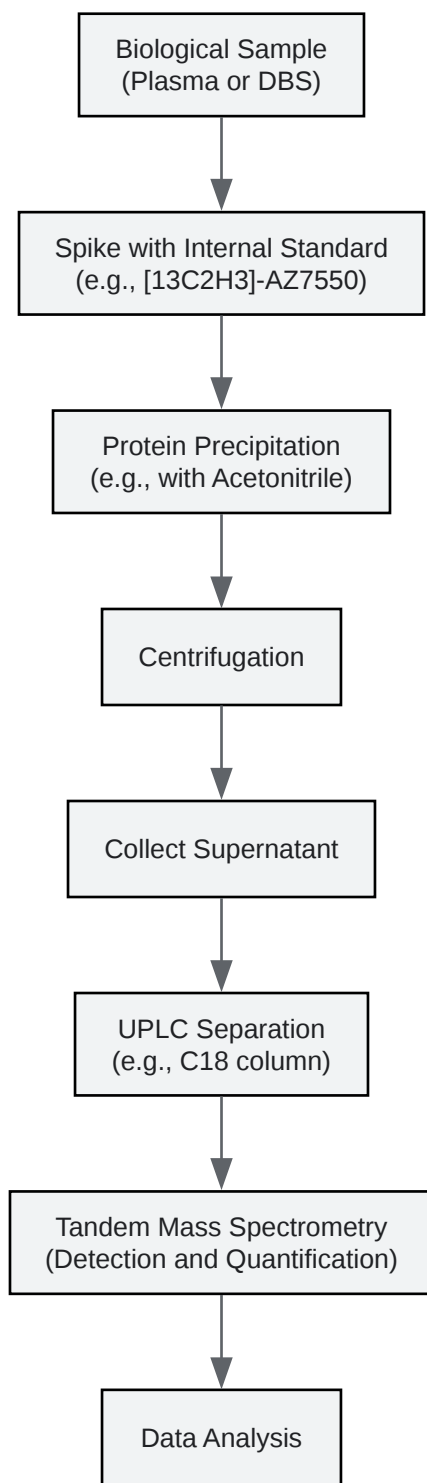 Biological Sample
(Plasma or DBS)
Spike with Internal Standard
(e.g., [13C2H3]-AZ7550)
Protein Precipitation
(e.g., with Acetonitrile)
Centrifugation
Collect Supernatant
UPLC Separation
(e.g., C18 column)
Tandem Mass Spectrometry
(Detection and Quantification)
Data Analysis